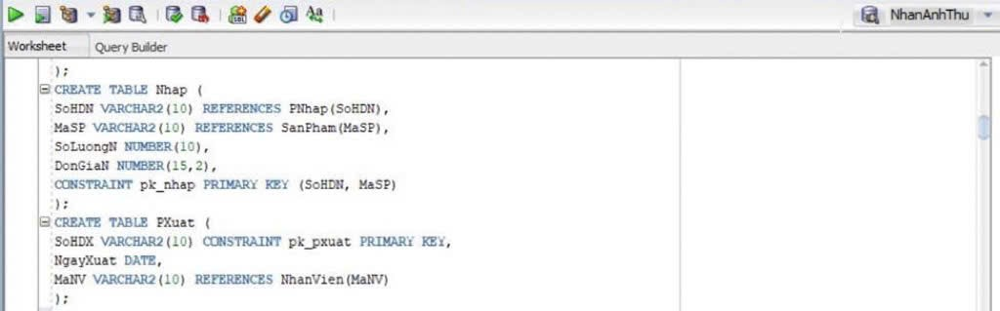 NhanAnhThu
Worksheet Query Builder
);
CREATE TABLE Nhap (
SoHDN VARCHAR2(10) REFERENCES PNhap(SoHDN),
MaSP VARCHAR2(10) REFERENCES SanPham(MaSP),
SoLuongN NUMBER(10),
DonGiaN NUMBER(15,2),
CONSTRAINT pk_nhap PRIMARY KEY (SoHDN, MaSP)
);
CREATE TABLE PXuat (
SoHDX VARCHAR2(10) CONSTRAINT pk_pxuat PRIMARY KEY,
NgayXuat DATE,
MaNV VARCHAR2(10) REFERENCES NhanVien(MaNV)
);